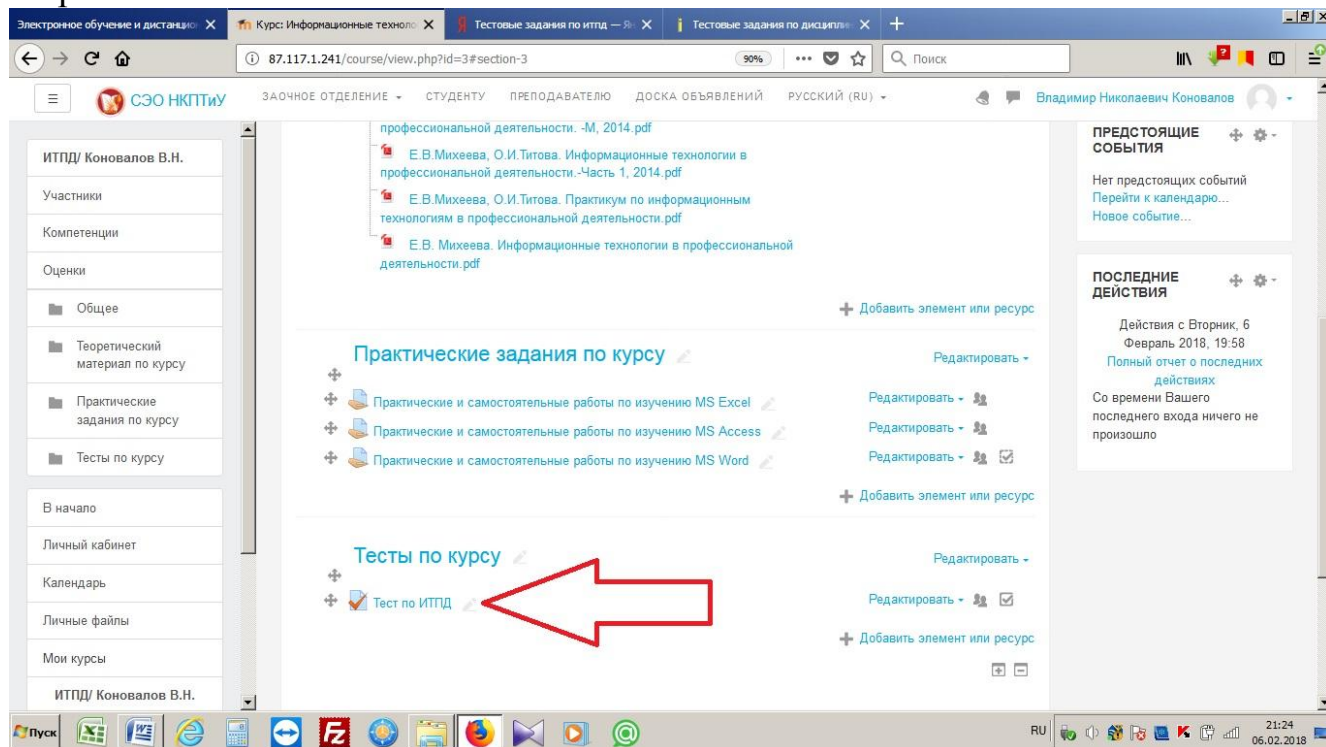 Электронное обучение и дистанцио
Курс: Информационные техноло
Тестовые задания по итпд — Ян
Тестовые задания по дисципли
87.117.1.241/course/view.php?id=3#section-3
90%
Поиск
СЭО НКПТиУ
ЗАОЧНОЕ ОТДЕЛЕНИЕ
СТУДЕНТУ
ПРЕПОДАВАТЕЛЮ
ДОСКА ОБЪЯВЛЕНИЙ
РУССКИЙ (RU)
Владимир Николаевич Коновалов
ИТПД/ Коновалов В.Н.
Участники
Компетенции
Оценки
Общее
Теоретический
материал по курсу
Практические
задания по курсу
Тесты по курсу
В начало
Личный кабинет
Календарь
Личные файлы
Мои курсы
ИТПД/ Коновалов В.Н.
профессиональной деятельности. -М, 2014.pdf
Е.В.Михеева, О.И.Титова. Информационные технологии в
профессиональной деятельности.-Часть 1, 2014.pdf
Е.В.Михеева, О.И.Титова. Практикум по информационным
технологиям в профессиональной деятельности.pdf
Е.В. Михеева. Информационные технологии в профессиональной
деятельности.pdf
Добавить элемент или ресурс
Практические задания по курсу
Редактировать
Практические и самостоятельные работы по изучению MS Excel
Редактировать
Практические и самостоятельные работы по изучению MS Access
Редактировать
Практические и самостоятельные работы по изучению MS Word
Редактировать
Добавить элемент или ресурс
Тесты по курсу
Редактировать
Тест по ИТПД
Редактировать
Добавить элемент или ресурс
ПРЕДСТОЯЩИЕ
СОБЫТИЯ
Нет предстоящих событий
Перейти к календарю...
Новое событие...
ПОСЛЕДНИЕ
ДЕЙСТВИЯ
Действия с Вторник, 6
Февраль 2018, 19:58
Полный отчет о последних
действиях
Со времени Вашего
последнего входа ничего не
произошло
Пуск
RU
21:24
06.02.2018